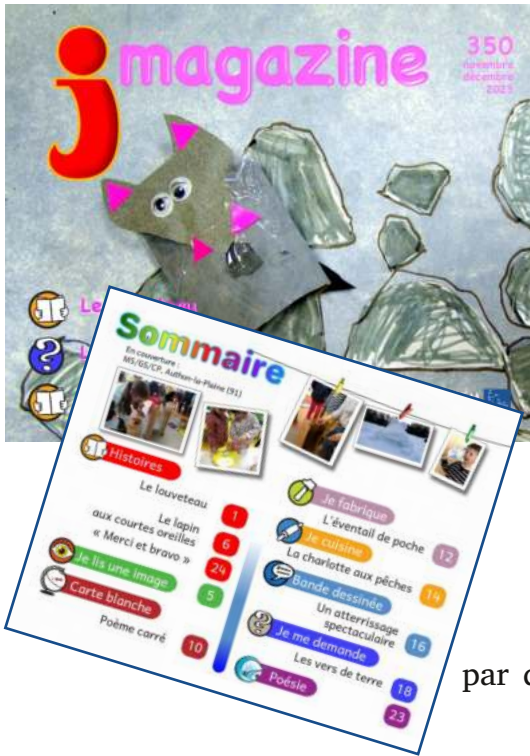 j magazine
350
novembre
décembre
2025
Le
L
Sommaire
En couverture :
MS/GS/CP, Authon-la-Plaine (91)
Histoires
Le louveteau 1
Le lapin
aux courtes oreilles 6
« Merci et bravo » 24
Je lis une image 5
Carte blanche
Poème carré 10
Je fabrique
L'éventail de poche 12
Je cuisine
La charlotte aux pêches 14
Bande dessinée
Un atterrissage
spectaculaire 16
Je me demande
Les vers de terre 18
Poésie 23
par